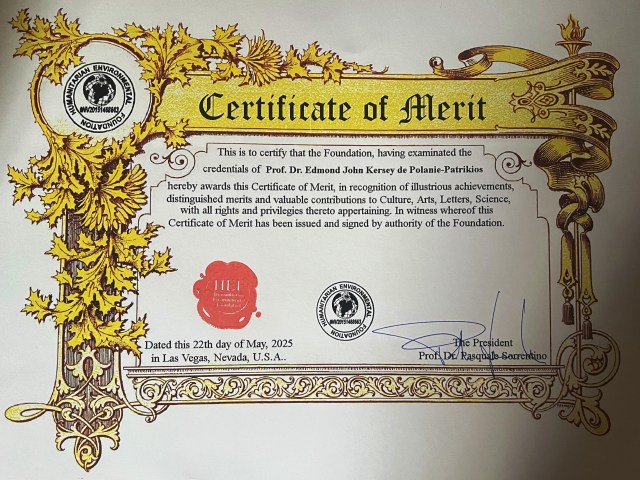 HUMANITARIAN ENVIRONMENTAL
FOUNDATION
Certificate of Merit
This is to certify that the Foundation, having examined the
credentials of Prof. Dr. Edmond John Kersey de Polanie-Patrikios
hereby awards this Certificate of Merit, in recognition of illustrious achievements,
distinguished merits and valuable contributions to Culture, Arts, Letters, Science,
with all rights and privilegies thereto appertaining. In witness whereof this
Certificate of Merit has been issued and signed by authority of the Foundation.
HEF
HUMANITARIAN ENVIRONMENTAL
FOUNDATION
Dated this 22th day of May, 2025
in Las Vegas, Nevada, U.S.A..
The President
Prof. Dr. Pasquale Sorrentino